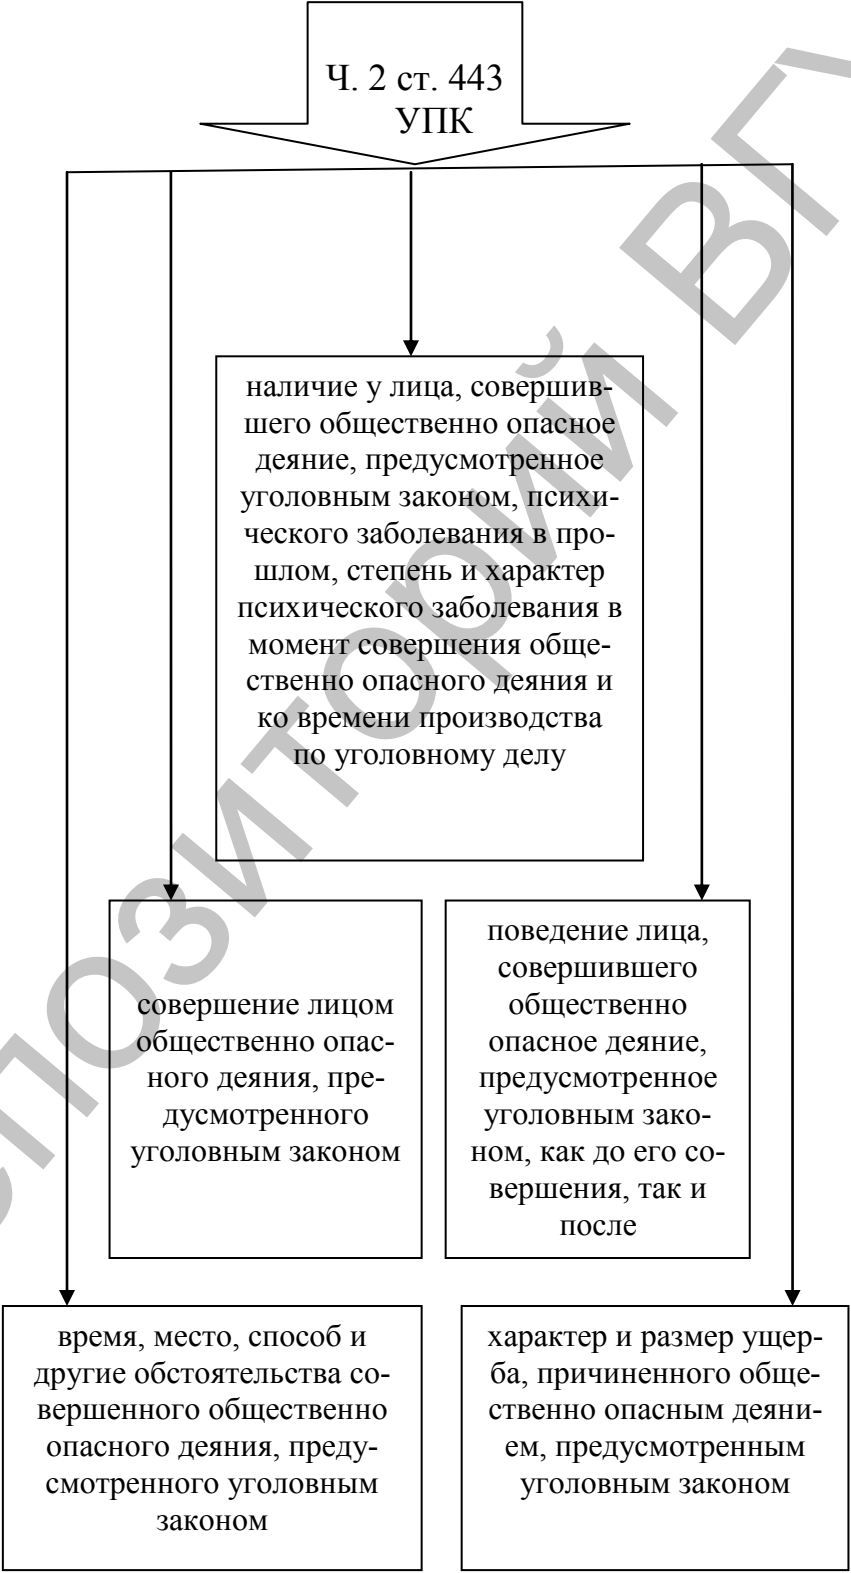 Ч. 2 ст. 443
УПК
наличие у лица, совершив-
шего общественно опасное
деяние, предусмотренное
уголовным законом, психи-
ческого заболевания в про-
шлом, степень и характер
психического заболевания в
момент совершения обще-
ственно опасного деяния и
ко времени производства
по уголовному делу
совершение лицом
общественно опас-
ного деяния, пре-
дусмотренного
уголовным законом
поведение лица,
совершившего
общественно
опасное деяние,
предусмотренное
уголовным зако-
ном, как до его со-
вершения, так и
после
время, место, способ и
другие обстоятельства со-
вершенного общественно
опасного деяния, преду-
смотренного уголовным
законом
характер и размер ущер-
ба, причиненного обще-
ственно опасным деяни-
ем, предусмотренным
уголовным законом